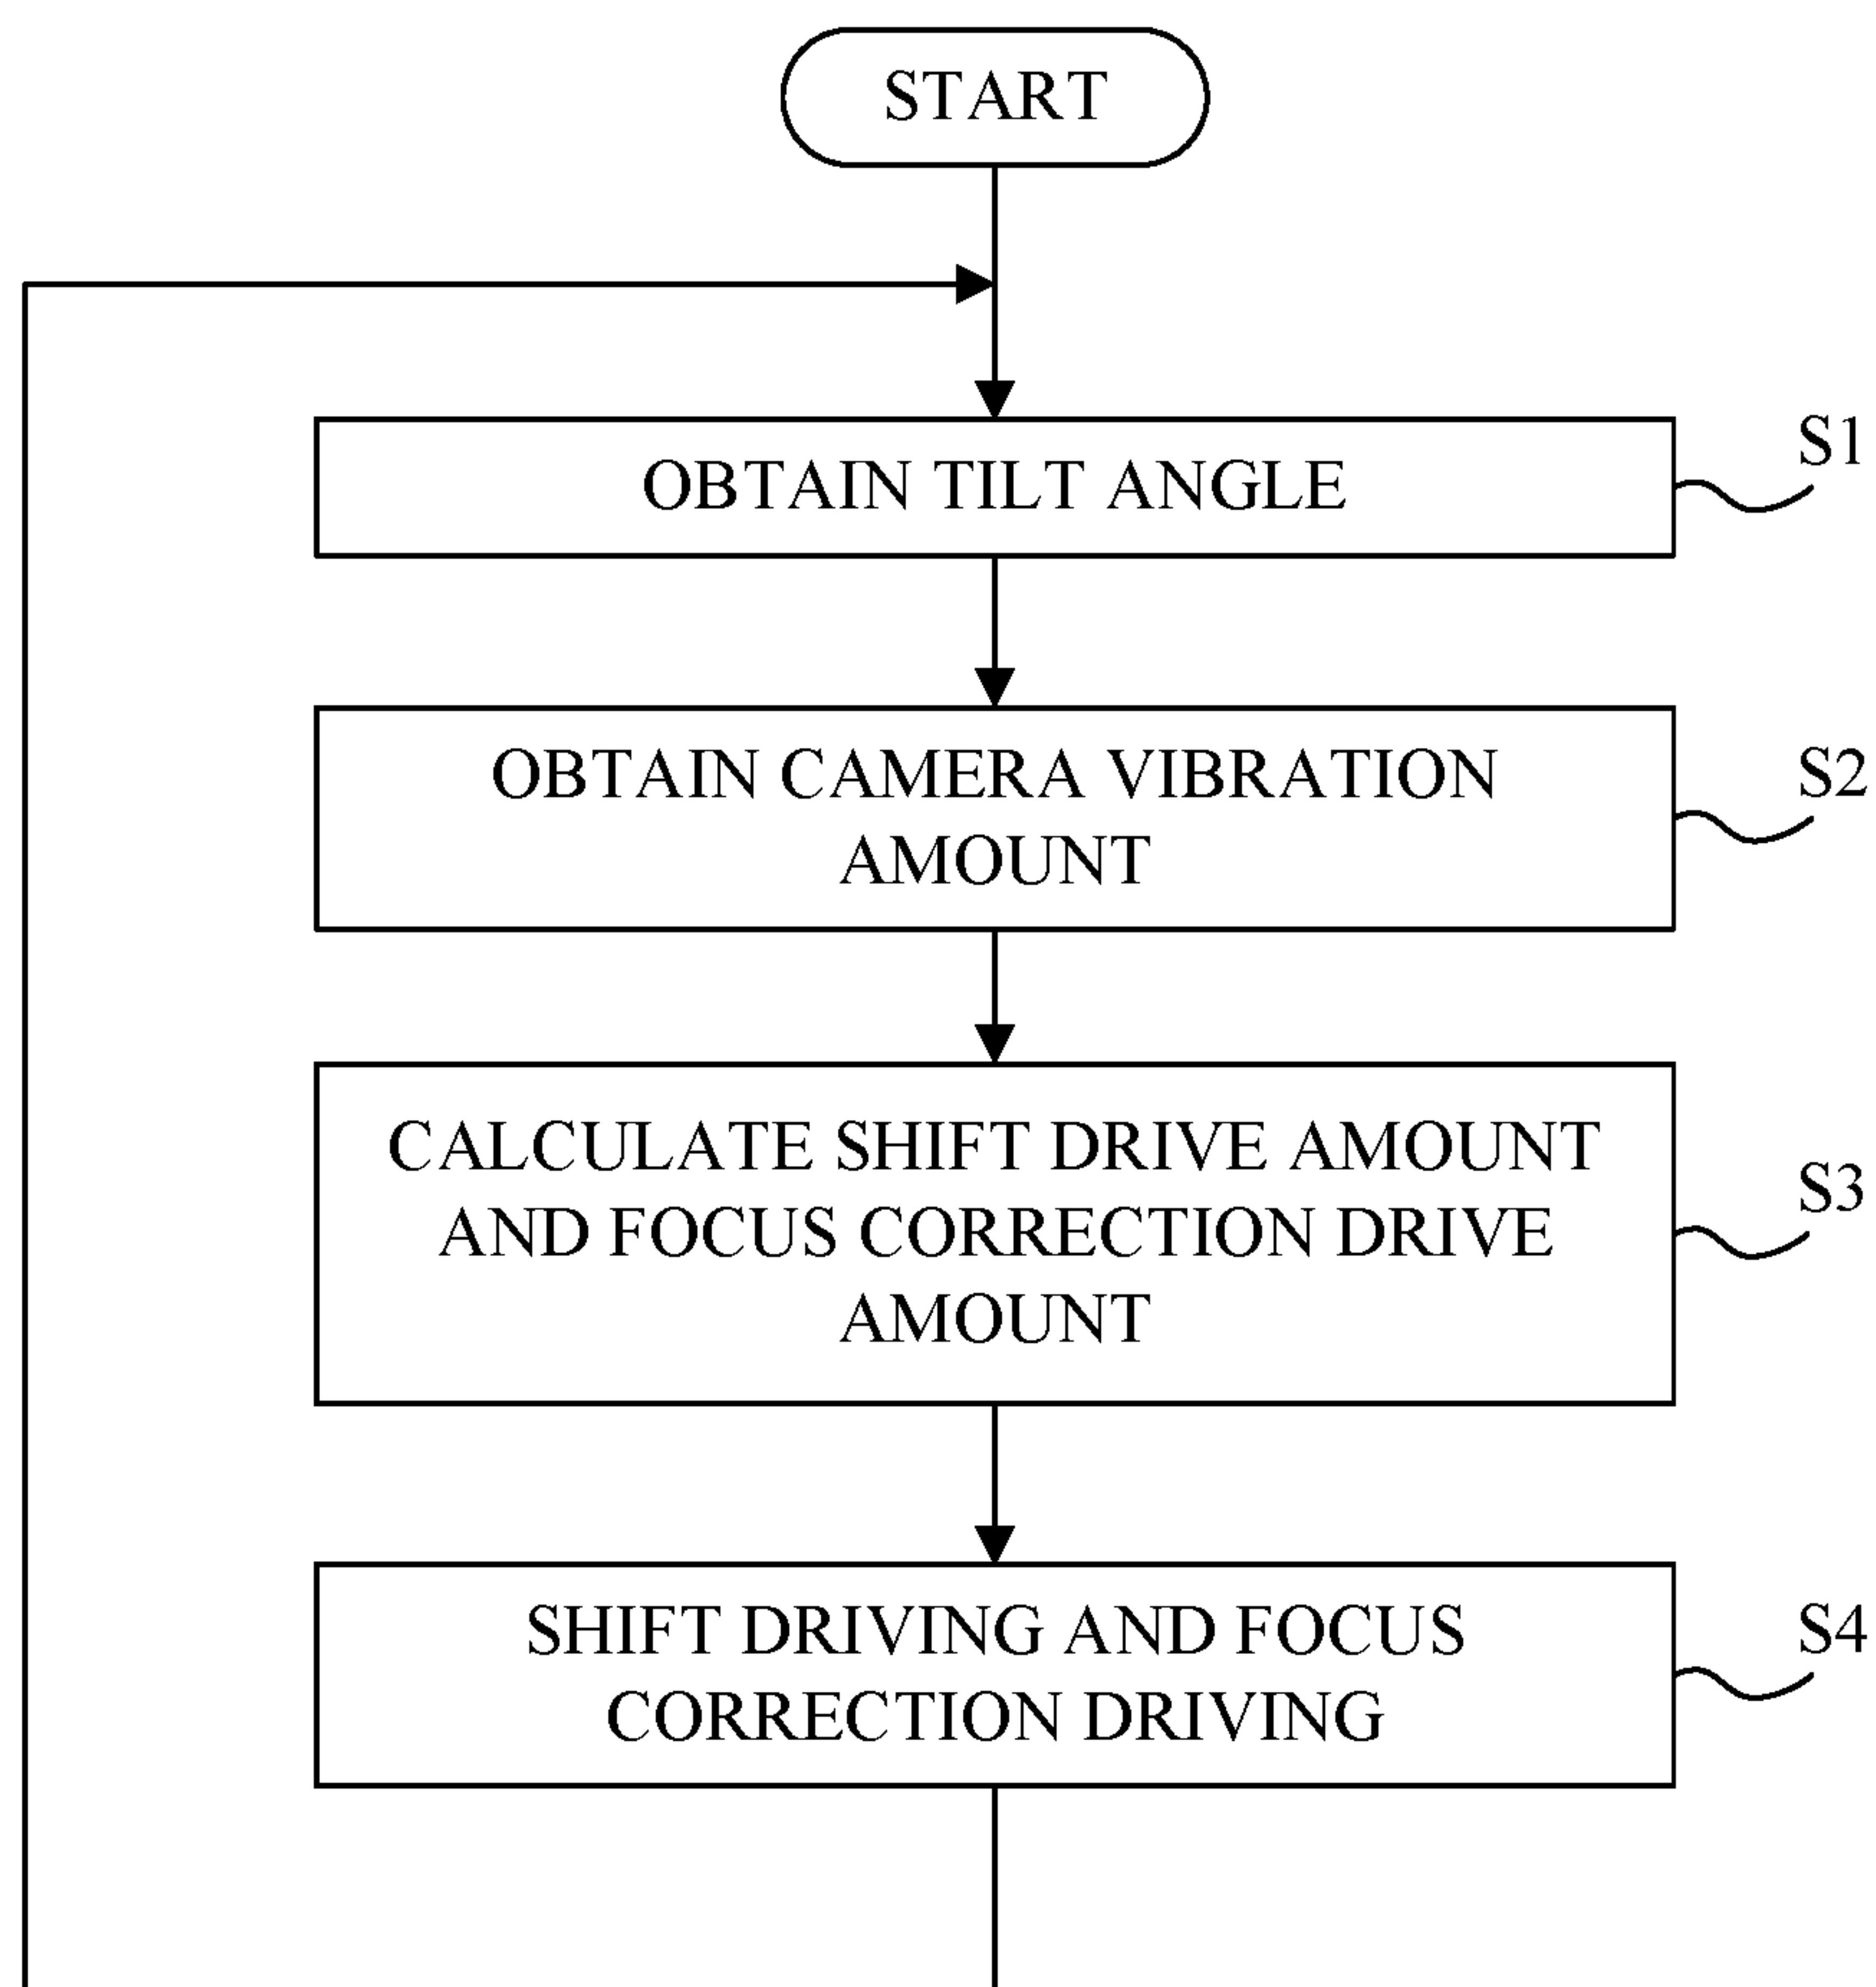 START
OBTAIN TILT ANGLE
S1
OBTAIN CAMERA VIBRATION
AMOUNT
S2
CALCULATE SHIFT DRIVE AMOUNT
AND FOCUS CORRECTION DRIVE
AMOUNT
S3
SHIFT DRIVING AND FOCUS
CORRECTION DRIVING
S4